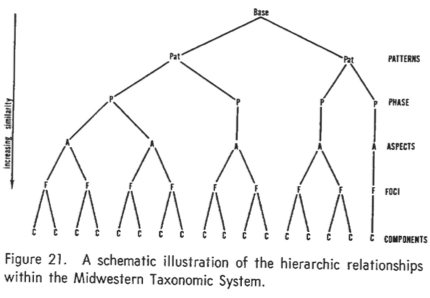 Base
Pat Pat PATTERNS
P P P P PHASE
Increasing similarity
A A A A A ASPECTS
F F F F F F F F F FOCI
C C C C C C C C C C C C C C C C C COMPONENTS
Figure 21. A schematic illustration of the hierarchic relationships
within the Midwestern Taxonomic System.